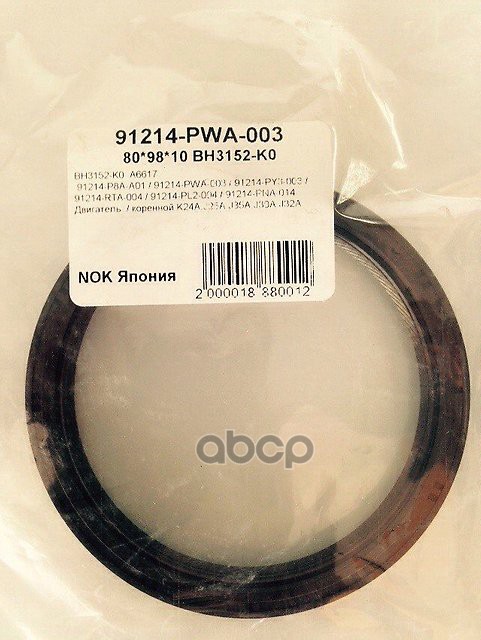 91214-PWA-003
80*98*10 BH3152-K0
BH3152-K0 A6617
91214-P8A-A01 / 91214-PWA-003 / 91214-PY3-003 /
91214-RTA-004 / 91214-PL2-004 / 91214-PNA-014
Двигатель / коренной K24A J25A J35A J30A J32A
NOK Япония
2 000018 880012
abcp